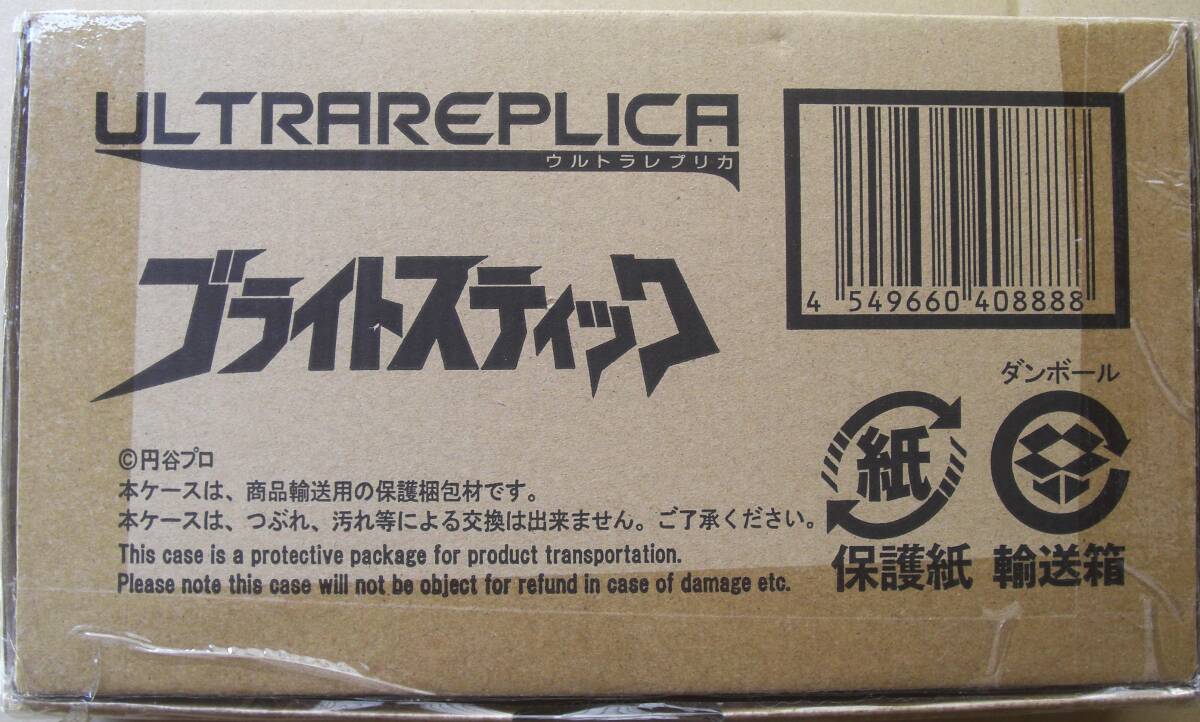 ULTRAREPLICA
ウルトラレプリカ
ブライトスティック
4 549660 408888
©円谷プロ
本ケースは、商品輸送用の保護梱包材です。
本ケースは、つぶれ、汚れ等による交換は出来ません。ご了承ください。
This case is a protective package for product transportation.
Please note this case will not be object for refund in case of damage etc.
ダンボール
紙
保護紙 輸送箱